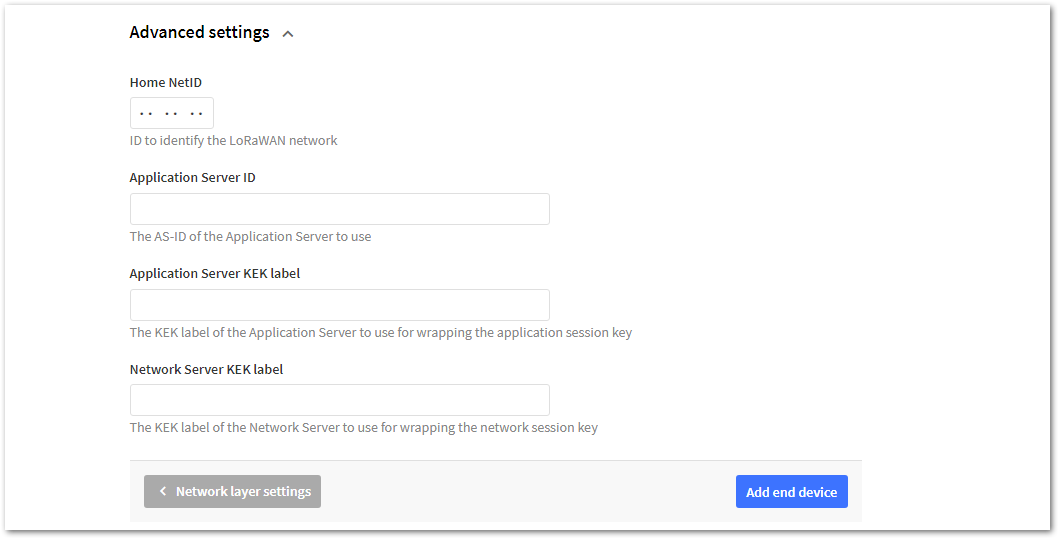 Advanced settings
Home NetID
·· ·· ··
ID to identify the LoRaWAN network
Application Server ID
The AS-ID of the Application Server to use
Application Server KEK label
The KEK label of the Application Server to use for wrapping the application session key
Network Server KEK label
The KEK label of the Network Server to use for wrapping the network session key
Network layer settings
Add end device